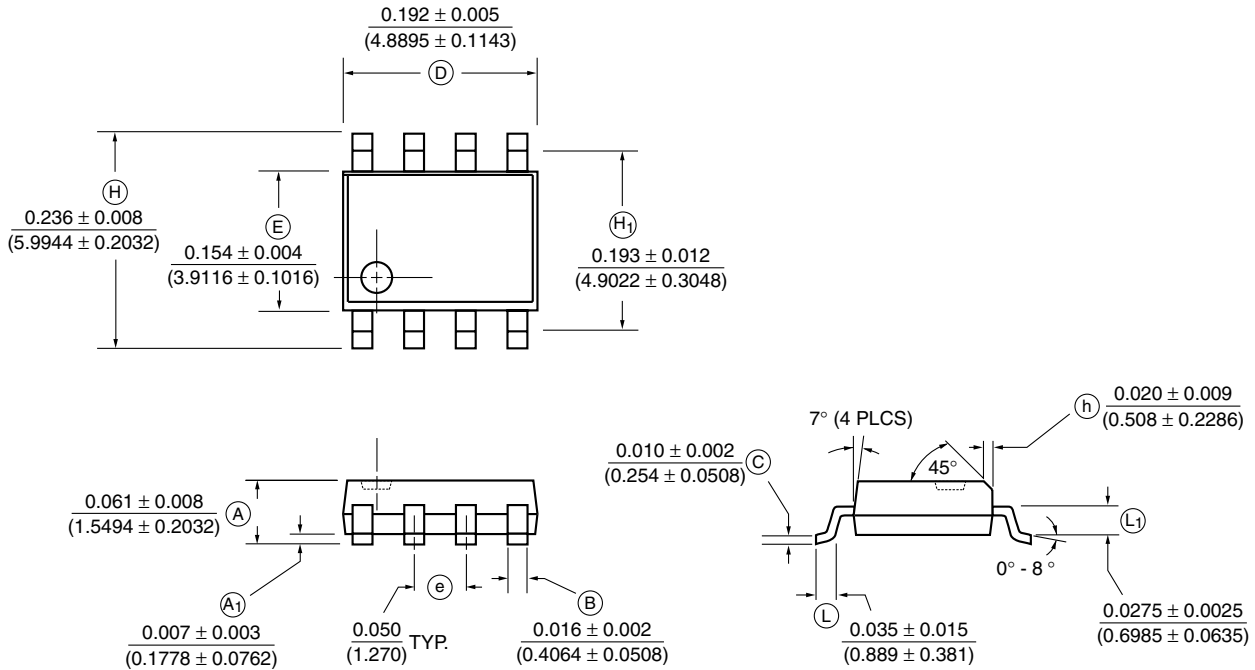 0.192 ± 0.005
(4.8895 ± 0.1143)
D
H
0.236 ± 0.008
(5.9944 ± 0.2032)
E
0.154 ± 0.004
(3.9116 ± 0.1016)
H1
0.193 ± 0.012
(4.9022 ± 0.3048)
0.061 ± 0.008
(1.5494 ± 0.2032)
A
A1
0.007 ± 0.003
(0.1778 ± 0.0762)
e
0.050
(1.270)
TYP.
B
0.016 ± 0.002
(0.4064 ± 0.0508)
7° (4 PLCS)
h
0.020 ± 0.009
(0.508 ± 0.2286)
0.010 ± 0.002
(0.254 ± 0.0508)
C
45°
L1
0° - 8 °
0.0275 ± 0.0025
(0.6985 ± 0.0635)
L
0.035 ± 0.015
(0.889 ± 0.381)